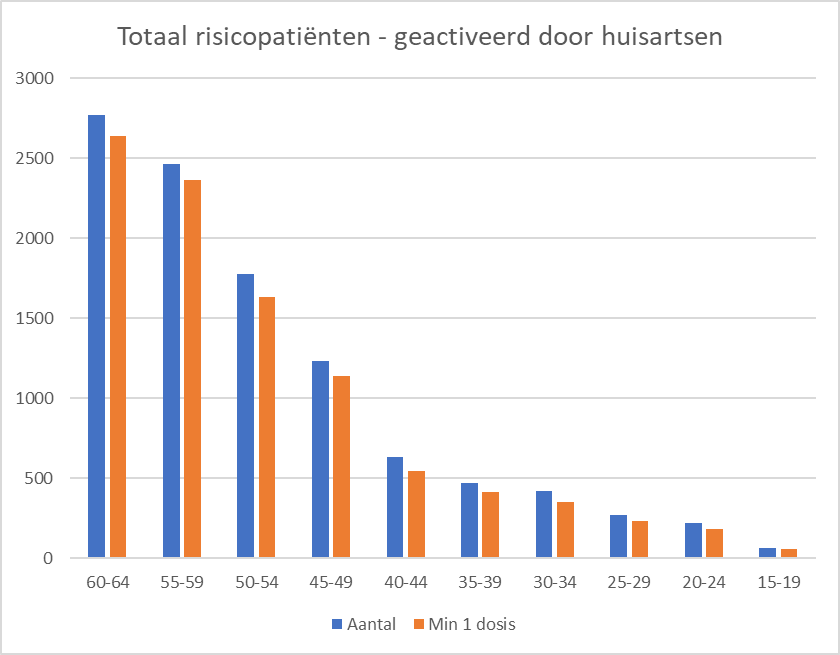 Totaal risicopatiënten - geactiveerd door huisartsen
3000
2500
2000
1500
1000
500
0
60-64 55-59 50-54 45-49 40-44 35-39 30-34 25-29 20-24 15-19
Aantal Min 1 dosis